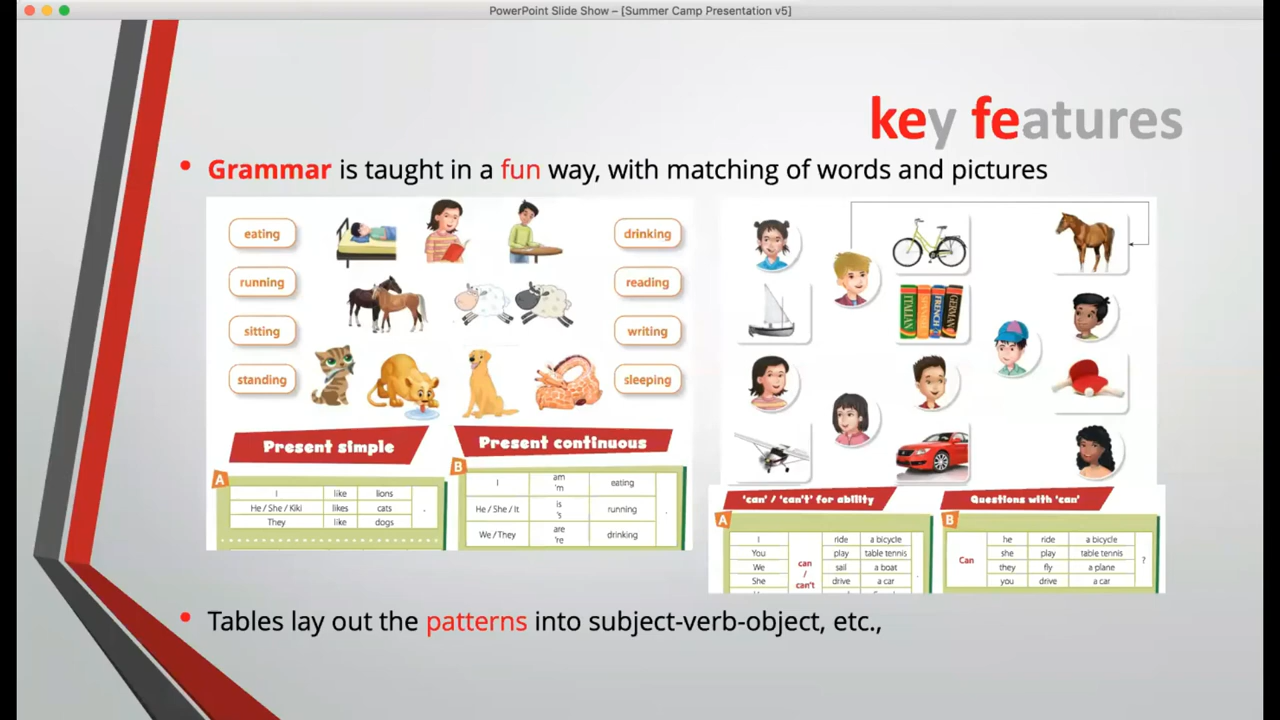 PowerPoint Slide Show – [Summer Camp Presentation v5]
key features
• Grammar is taught in a fun way, with matching of words and pictures
eating
drinking
running
reading
sitting
writing
standing
sleeping
ITALIAN
FRENCH
GERMAN
Present simple
Present continuous
A
I like lions
He / She / Kiki likes cats .
They like dogs
B
I am 'm eating
He / She / It is 's running .
We / They are 're drinking
'can' / 'can't' for ability
Questions with 'can'
A
I ride a bicycle
You play table tennis
We can / can't sail a boat
She drive a car .
B
he ride a bicycle
Can she play table tennis
they fly a plane ?
you drive a car
• Tables lay out the patterns into subject-verb-object, etc.,